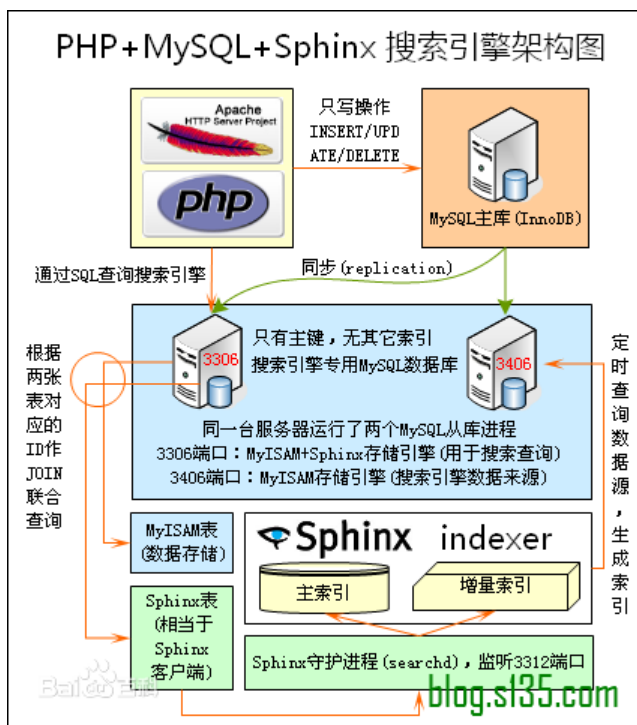 PHP+MySQL+Sphinx 搜索引擎架构图
Apache
HTTP Server Project
php
只写操作
INSERT/UPD
ATE/DELETE
MySQL主库(InnoDB)
通过SQL查询搜索引擎
同步(replication)
3306
只有主键，无其它索引
搜索引擎专用MySQL数据库
3406
同一台服务器运行了两个MySQL从库进程
3306端口：MyISAM+Sphinx存储引擎(用于搜索查询)
3406端口：MyISAM存储引擎(搜索引擎数据来源)
根据
两张
表对
应的
ID作
JOIN
联合
查询
定
时
查
询
数
据
源
，
生
成
索
引
MyISAM表
(数据存储)
Sphinx indexer
主索引
增量索引
Sphinx表
(相当于
Sphinx
客户端)
Sphinx守护进程(searchd)，监听3312端口
Bai百科
blog.s135.com